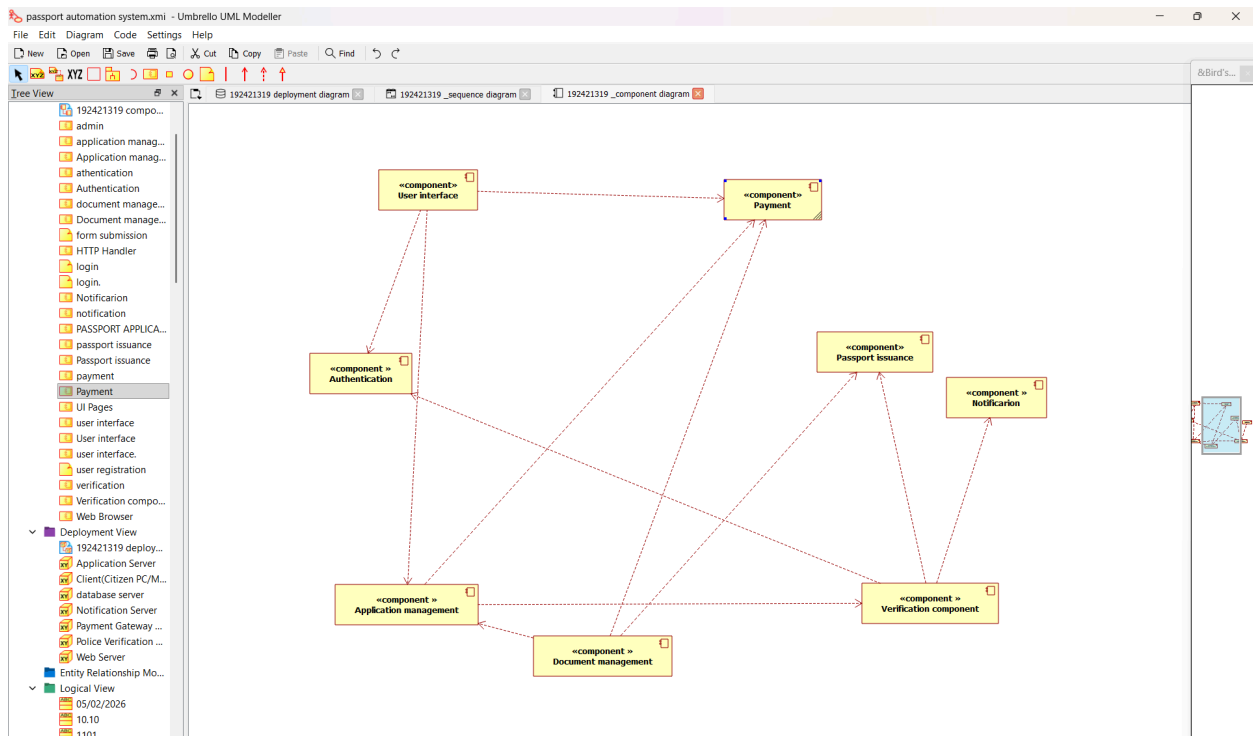 passport automation system.xmi - Umbrello UML Modeller
File Edit Diagram Code Settings Help
New Open Save Cut Copy Paste Find
XYZ XYZ
&Bird's...
Tree View
192421319 deployment diagram 192421319 _sequence diagram 192421319 _component diagram
192421319 compo...
admin
application manag...
Application manag...
athentication
Authentication
document manage...
Document manage...
form submission
HTTP Handler
login
login.
Notificarion
notification
PASSPORT APPLICA...
passport issuance
Passport issuance
payment
Payment
UI Pages
user interface
User interface
user interface.
user registration
verification
Verification compo...
Web Browser
Deployment View
192421319 deploy...
Application Server
Client(Citizen PC/M...
database server
Notification Server
Payment Gateway ...
Police Verification ...
Web Server
Entity Relationship Mo...
Logical View
05/02/2026
10.10
1101
«component»
User interface
«component»
Payment
«component»
Passport issuance
«component »
Authentication
«component »
Notificarion
«component »
Application management
«component »
Verification component
«component »
Document management